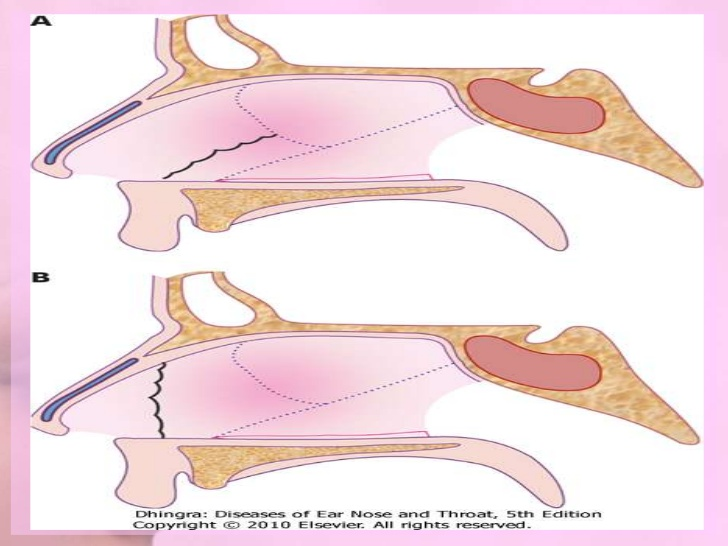 A
B
Dhingra: Diseases of Ear Nose and Throat, 5th Edition
Copyright © 2010 Elsevier. All rights reserved.